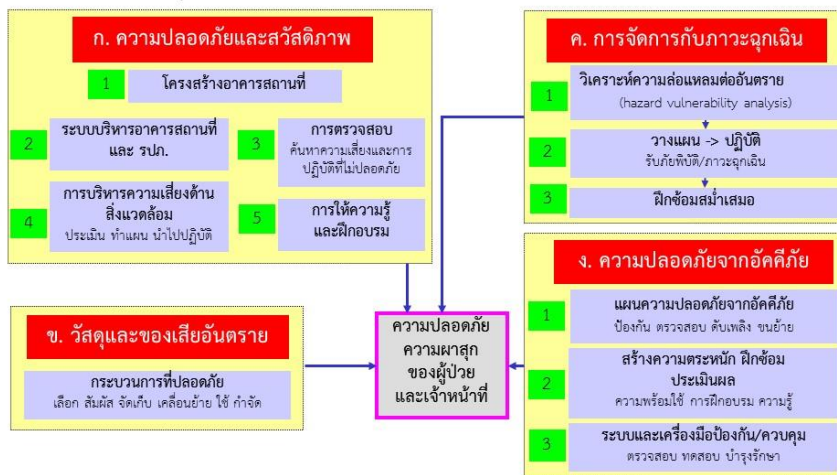 ก. ความปลอดภัยและสวัสดิภาพ
1
โครงสร้างอาคารสถานที่
2
ระบบบริหารอาคารสถานที่
และ รปภ.
3
การตรวจสอบ
ค้นหาความเสี่ยงและการ
ปฏิบัติที่ไม่ปลอดภัย
4
การบริหารความเสี่ยงด้าน
สิ่งแวดล้อม
ประเมิน ทำแผน นำไปปฏิบัติ
5
การให้ความรู้
และฝึกอบรม
ข. วัสดุและของเสียอันตราย
กระบวนการที่ปลอดภัย
เลือก สัมผัส จัดเก็บ เคลื่อนย้าย ใช้ กำจัด
ความปลอดภัย
ความผาสุก
ของผู้ป่วย
และเจ้าหน้าที่
ค. การจัดการกับภาวะฉุกเฉิน
1
วิเคราะห์ความล่อแหลมต่ออันตราย
(hazard vulnerability analysis)
2
วางแผน -> ปฏิบัติ
รับภัยพิบัติ/ภาวะฉุกเฉิน
3
ฝึกซ้อมสม่ำเสมอ
ง. ความปลอดภัยจากอัคคีภัย
1
แผนความปลอดภัยจากอัคคีภัย
ป้องกัน ตรวจสอบ ดับเพลิง ขนย้าย
2
สร้างความตระหนัก ฝึกซ้อม
ประเมินผล
ความพร้อมใช้ การฝึกอบรม ความรู้
3
ระบบและเครื่องมือป้องกัน/ควบคุม
ตรวจสอบ ทดสอบ บำรุงรักษา